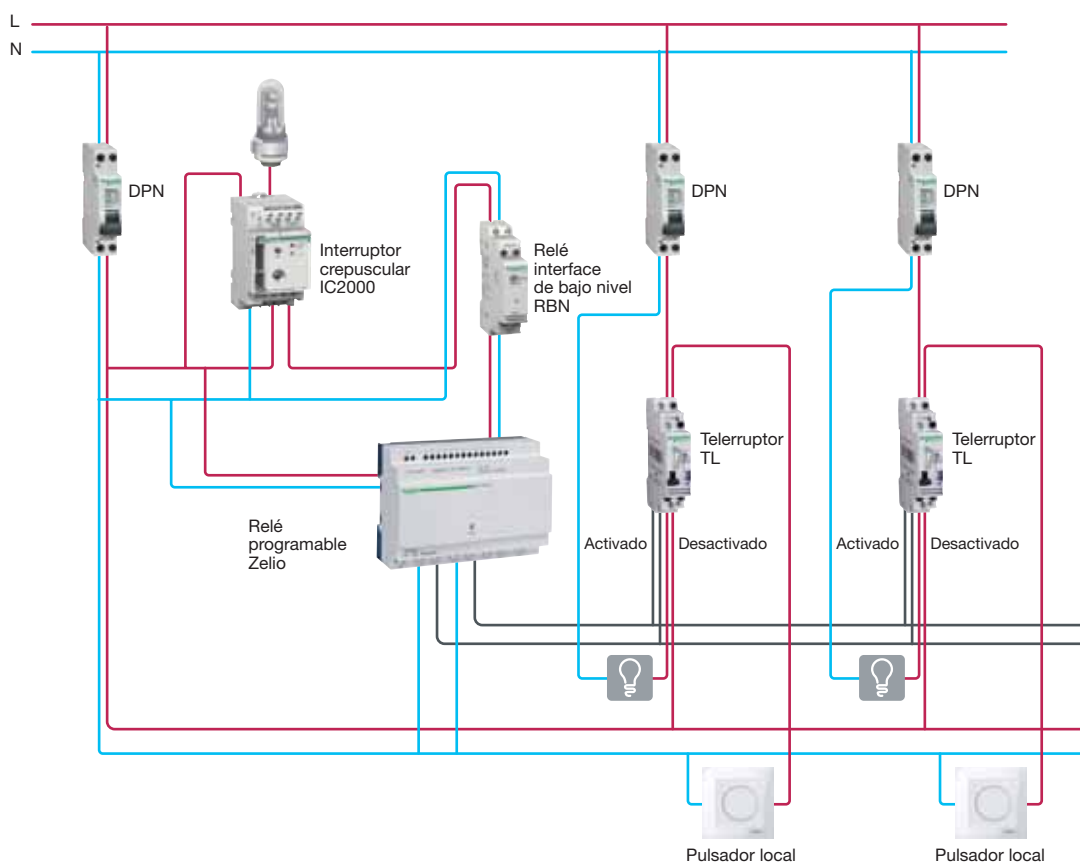 L
N
DPN
Interruptor
crepuscular
IC2000
Relé
interface
de bajo nivel
RBN
DPN
DPN
Telerruptor
TL
Telerruptor
TL
Relé
programable
Zelio
Activado
Desactivado
Activado
Desactivado
Pulsador local
Pulsador local